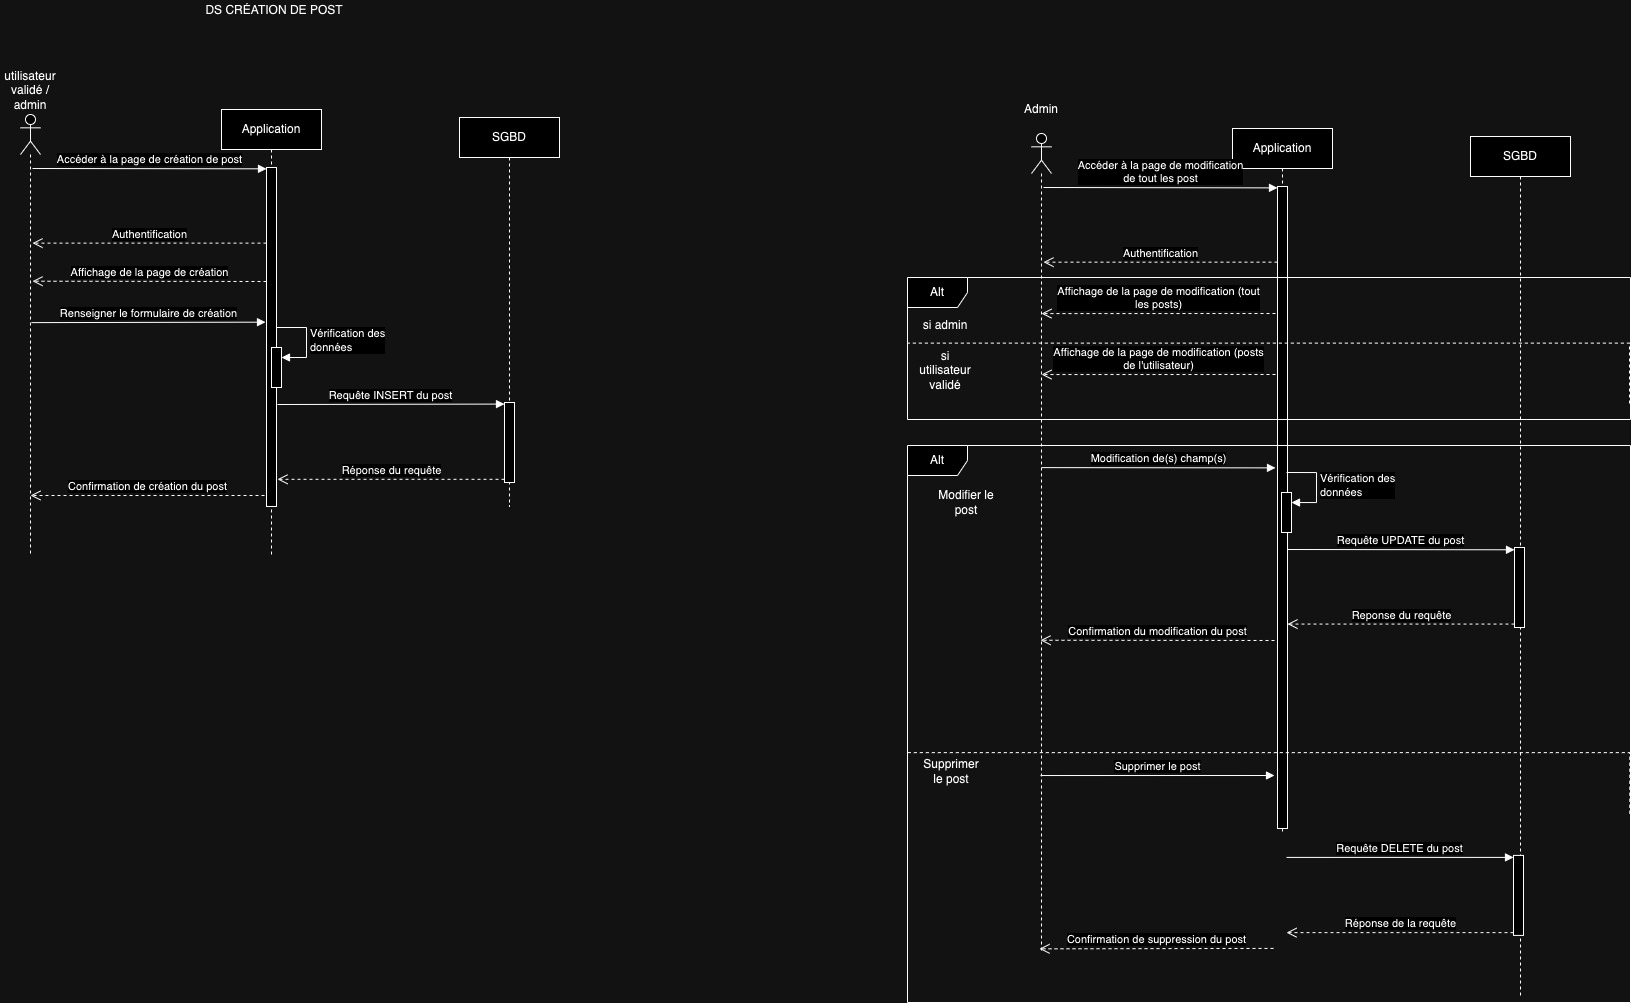 DS CRÉATION DE POST
utilisateur
validé /
admin
Application
SGBD
Accéder à la page de création de post
Authentification
Affichage de la page de création
Renseigner le formulaire de création
Vérification des
données
Requête INSERT du post
Réponse du requête
Confirmation de création du post
Admin
Application
SGBD
Accéder à la page de modification
de tout les post
Authentification
Alt
Affichage de la page de modification (tout
les posts)
si admin
si
utilisateur
validé
Affichage de la page de modification (posts
de l'utilisateur)
Alt
Modification de(s) champ(s)
Modifier le
post
Vérification des
données
Requête UPDATE du post
Reponse du requête
Confirmation du modification du post
Supprimer
le post
Supprimer le post
Requête DELETE du post
Réponse de la requête
Confirmation de suppression du post